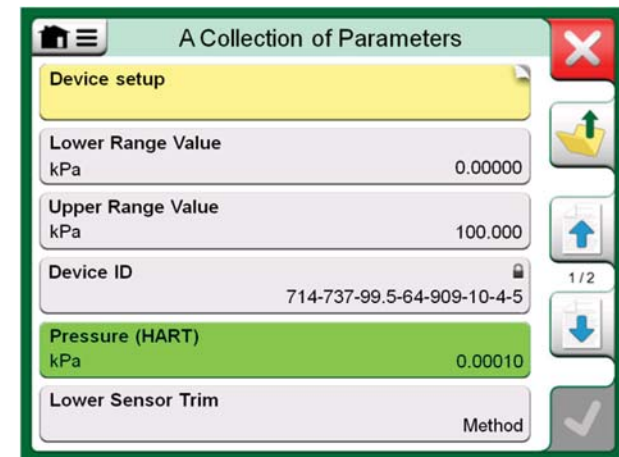 A Collection of Parameters
Device setup
Lower Range Value
kPa 0.00000
Upper Range Value
kPa 100.000
Device ID
714-737-99.5-64-909-10-4-5
1/2
Pressure (HART)
kPa 0.00010
Lower Sensor Trim
Method